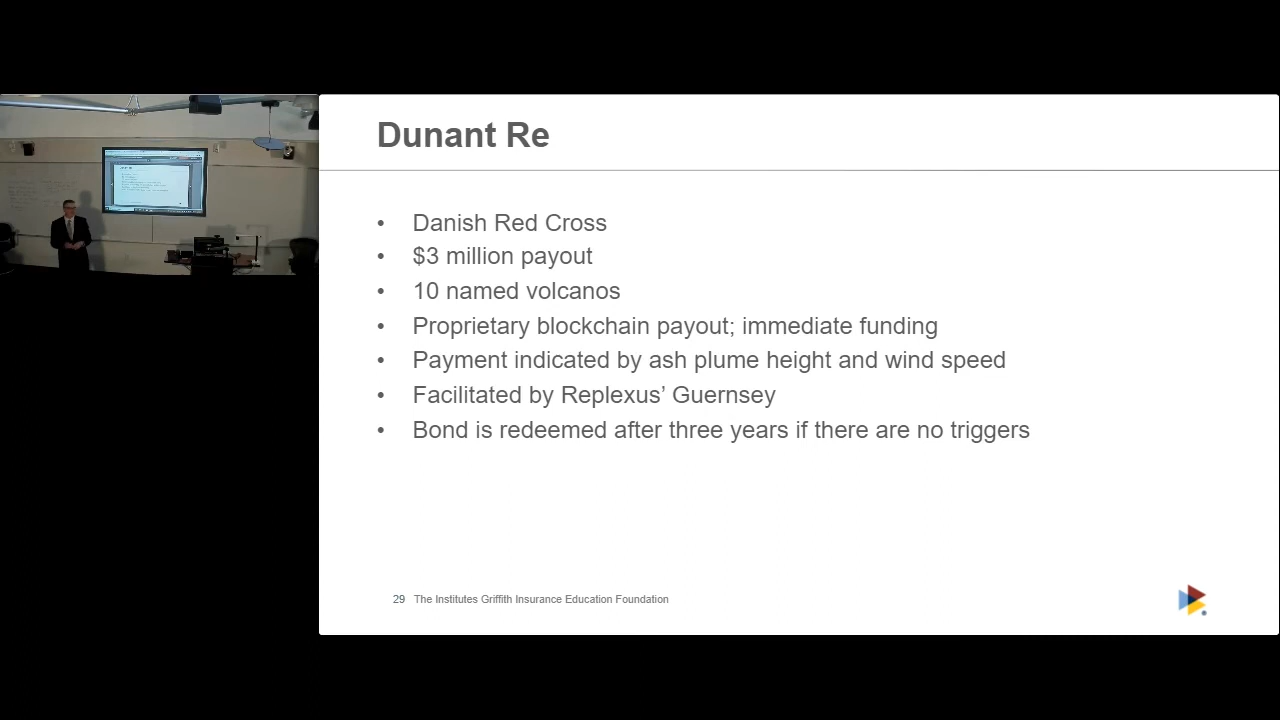 Dunant Re
• Danish Red Cross
• $3 million payout
• 10 named volcanos
• Proprietary blockchain payout; immediate funding
• Payment indicated by ash plume height and wind speed
• Facilitated by Replexus’ Guernsey
• Bond is redeemed after three years if there are no triggers
29 The Institutes Griffith Insurance Education Foundation